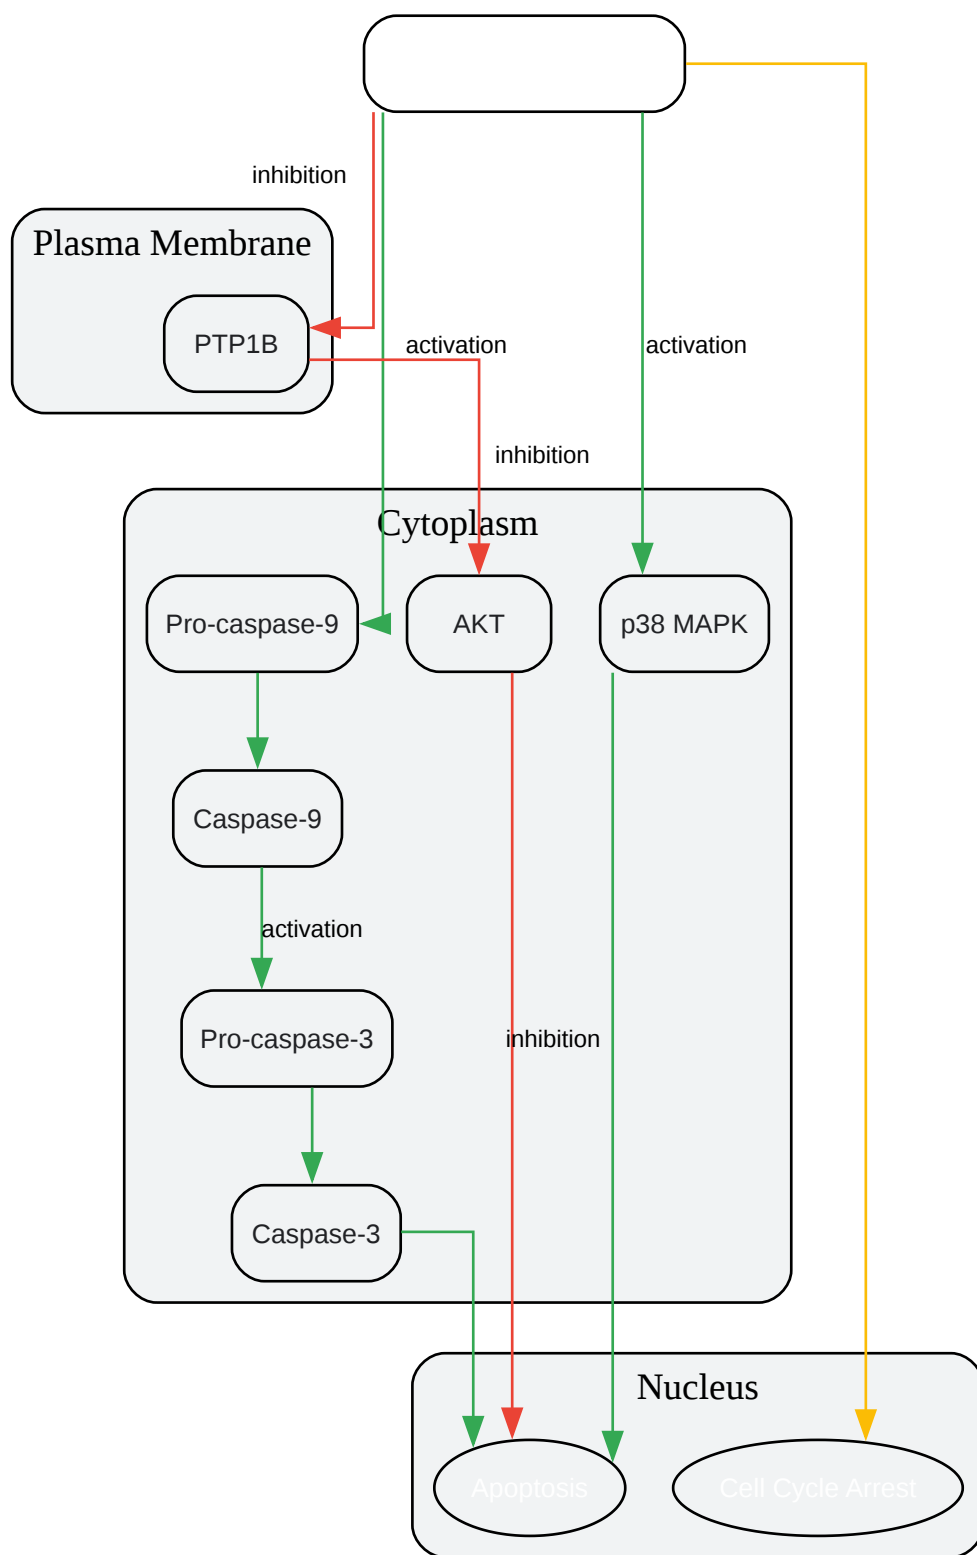 inhibition
Plasma Membrane
PTP1B
activation
activation
inhibition
Cytoplasm
Pro-caspase-9
AKT
p38 MAPK
Caspase-9
activation
Pro-caspase-3
inhibition
Caspase-3
Nucleus
Apoptosis
Cell Cycle Arrest